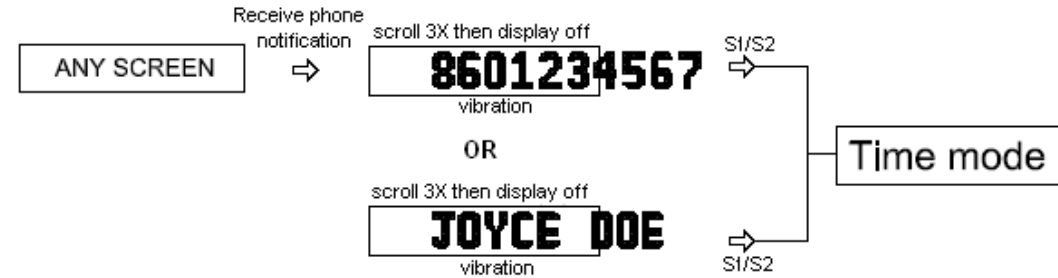 Receive phone
notification
ANY SCREEN
scroll 3X then display off
8601234567
vibration
S1/S2
OR
scroll 3X then display off
JOYCE DOE
vibration
S1/S2
Time mode